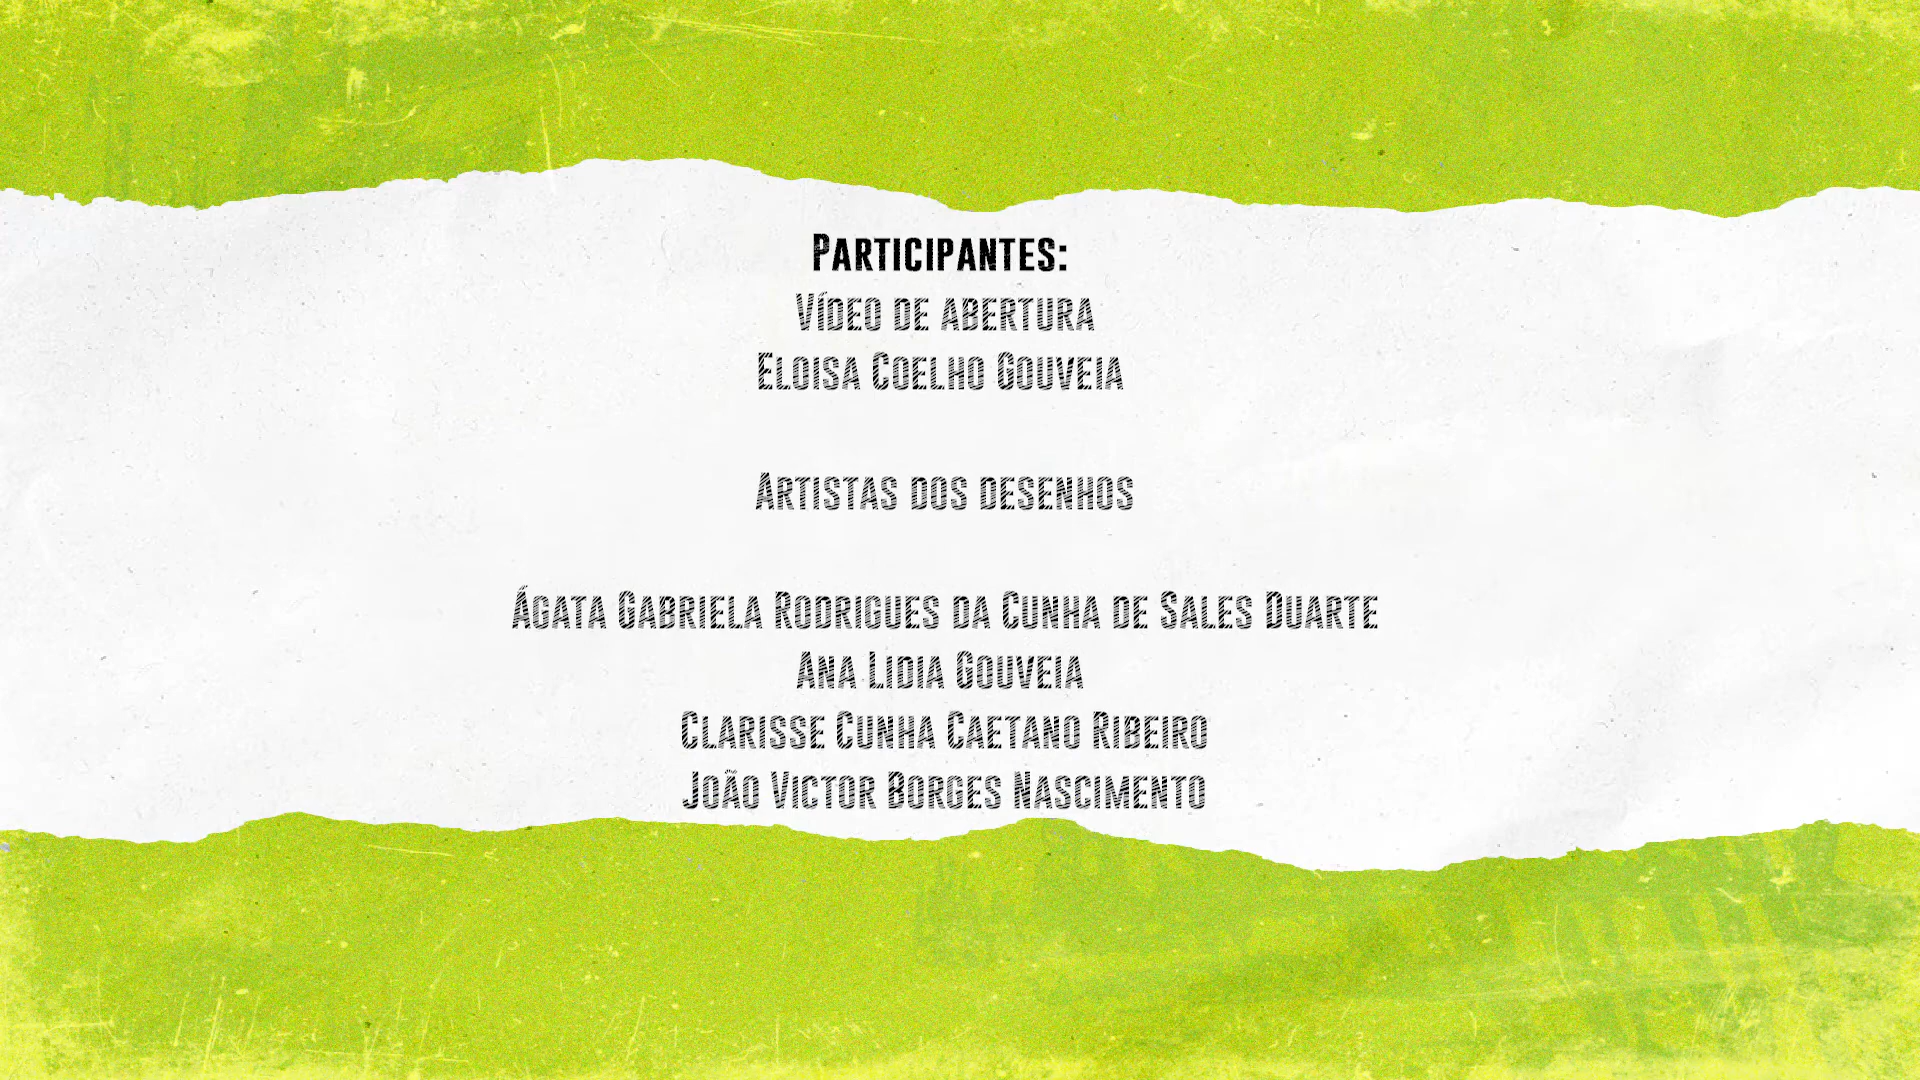 Participantes:
Vídeo de abertura
Eloisa Coelho Gouveia
Artistas dos desenhos
Ágata Gabriela Rodrigues da Cunha de Sales Duarte
Ana Lidia Gouveia
Clarisse Cunha Caetano Ribeiro
João Victor Borges Nascimento